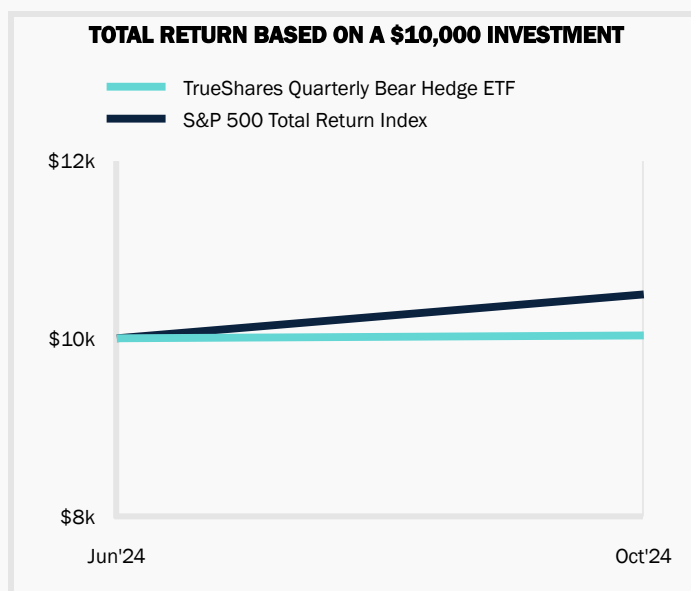 TOTAL RETURN BASED ON A $10,000 INVESTMENT
TrueShares Quarterly Bear Hedge ETF
S&P 500 Total Return Index
$12k
$10k
$8k
Jun'24
Oct'24